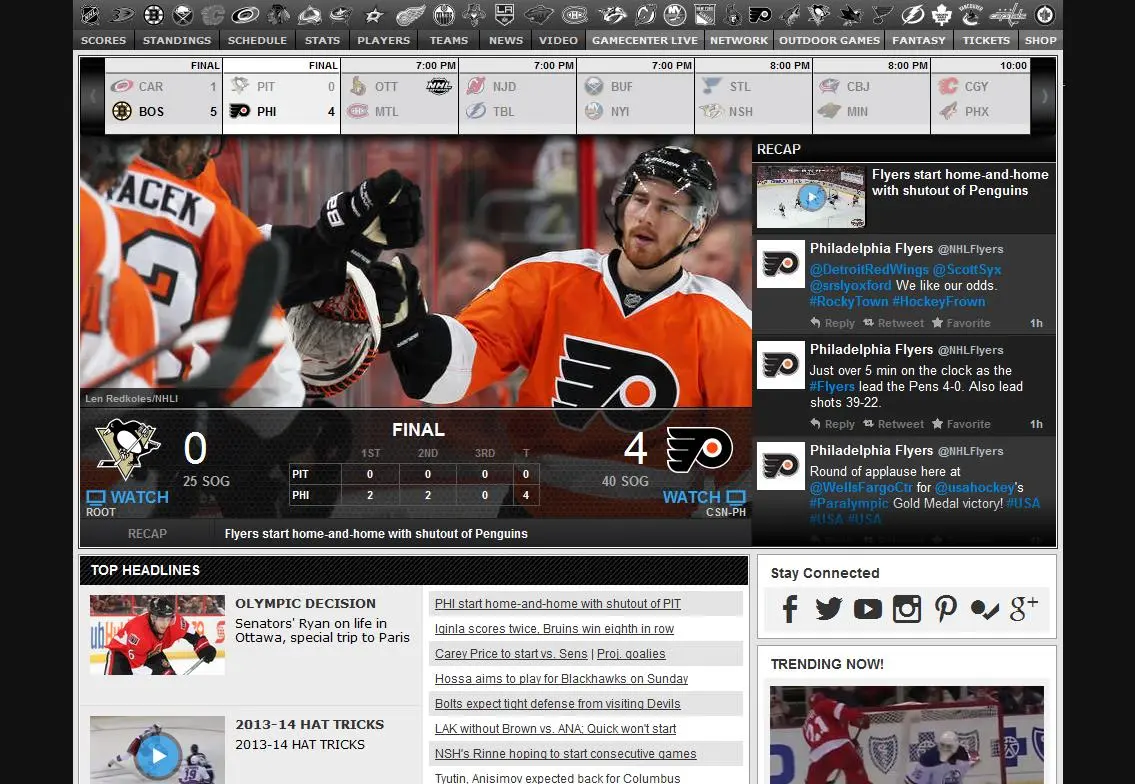 SCORES STANDINGS SCHEDULE STATS PLAYERS TEAMS NEWS VIDEO GAMECENTER LIVE NETWORK OUTDOOR GAMES FANTASY TICKETS SHOP
FINAL
CAR 1
BOS 5
FINAL
PIT 0
PHI 4
7:00 PM
OTT
MTL
7:00 PM
NJD
TBL
7:00 PM
BUF
NYI
8:00 PM
STL
NSH
8:00 PM
CBJ
MIN
10:00
CGY
PHX
Len Redkoles/NHLI
0
25 SOG
WATCH
ROOT
FINAL
1ST 2ND 3RD T
PIT 0 0 0 0
PHI 2 2 0 4
4
40 SOG
WATCH
CSN-PH
RECAP Flyers start home-and-home with shutout of Penguins
RECAP
Flyers start home-and-home
with shutout of Penguins
Philadelphia Flyers @NHLFlyers
@DetroitRedWings @ScottSyx
@srslyoxford We like our odds.
#RockyTown #HockeyFrown
Reply Retweet Favorite 1h
Philadelphia Flyers @NHLFlyers
Just over 5 min on the clock as the
#Flyers lead the Pens 4-0. Also lead
shots 39-22.
Reply Retweet Favorite 1h
Philadelphia Flyers @NHLFlyers
Round of applause here at
@WellsFargoCtr for @usahockey's
#Paralympic Gold Medal victory! #USA
#USA #USA
TOP HEADLINES
OLYMPIC DECISION
Senators' Ryan on life in
Ottawa, special trip to Paris
2013-14 HAT TRICKS
2013-14 HAT TRICKS
PHI start home-and-home with shutout of PIT
Iginla scores twice, Bruins win eighth in row
Carey Price to start vs. Sens | Proj. goalies
Hossa aims to play for Blackhawks on Sunday
Bolts expect tight defense from visiting Devils
LAK without Brown vs. ANA; Quick won't start
NSH's Rinne hoping to start consecutive games
Tyutin, Anisimov expected back for Columbus
Stay Connected
TRENDING NOW!